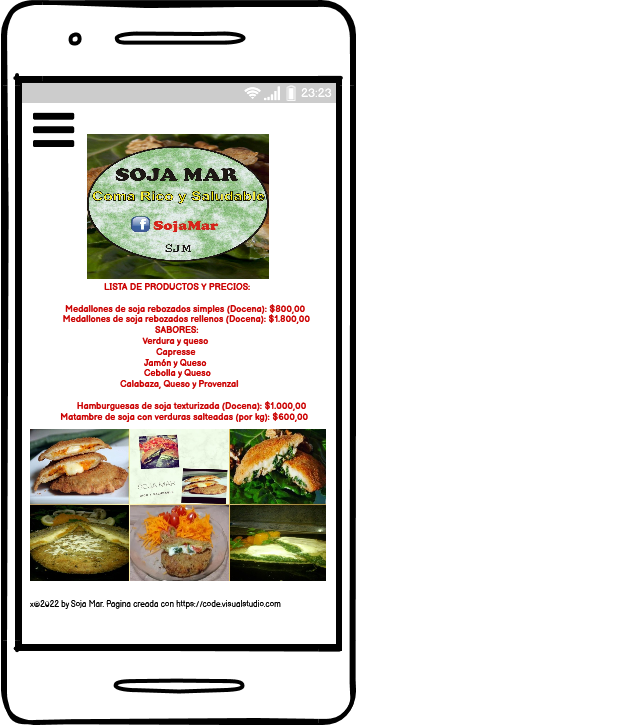 23:23
SOJA MAR
Coma Rico y Saludable
f SojaMar
SJM
LISTA DE PRODUCTOS Y PRECIOS:
Medallones de soja rebozados simples (Docena): $800,00
Medallones de soja rebozados rellenos (Docena): $1.800,00
SABORES:
Verdura y queso
Capresse
Jamón y Queso
Cebolla y Queso
Calabaza, Queso y Provenzal
Hamburguesas de soja texturizada (Docena): $1.000,00
Matambre de soja con verduras salteadas (por kg): $600,00
SOJA MAR
x©2022 by Soja Mar. Pagina creada con https://code.visualstudio.com